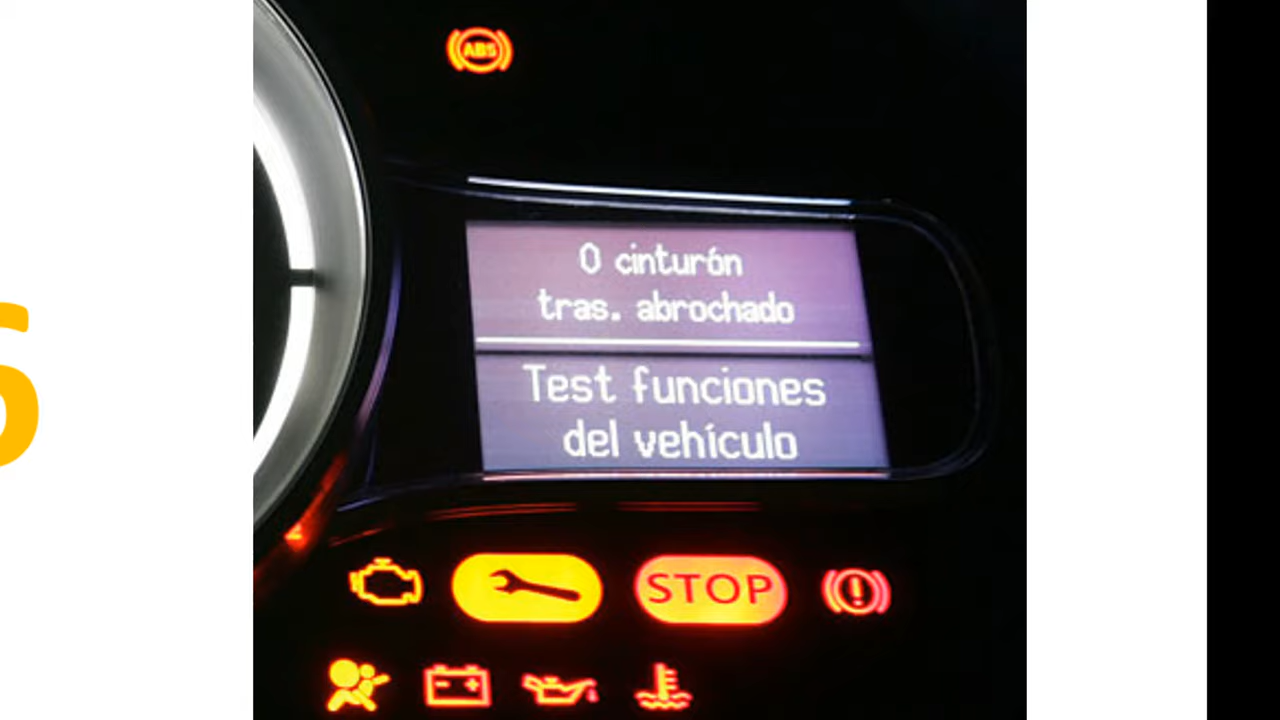 ABS
0 cinturón
tras. abrochado
Test funciones
del vehículo
STOP